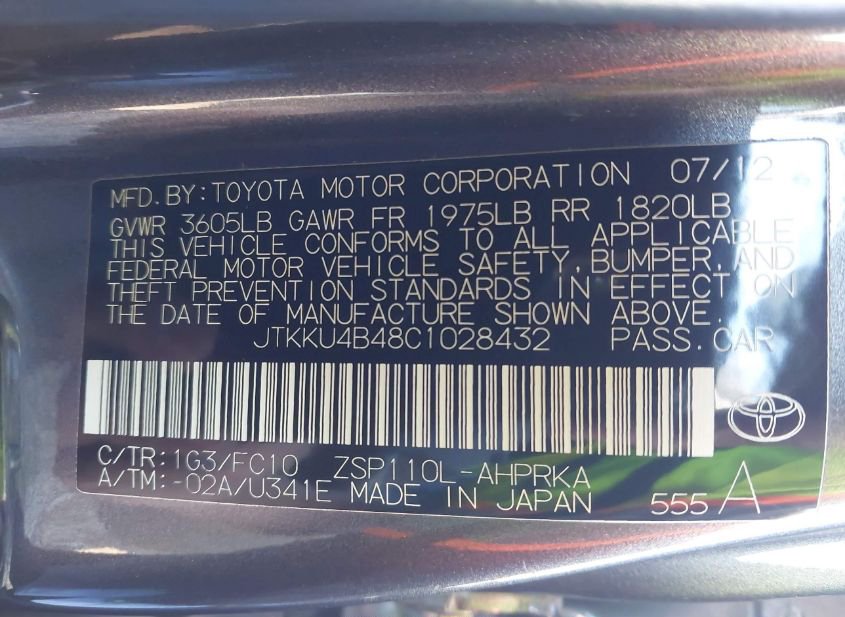 MFD. BY: TOYOTA MOTOR CORPORATION 07/12
GVWR 3605LB GAWR FR 1975LB RR 1820LB
THIS VEHICLE CONFORMS TO ALL APPLICABLE
FEDERAL MOTOR VEHICLE SAFETY, BUMPER, AND
THEFT PREVENTION STANDARDS IN EFFECT ON
THE DATE OF MANUFACTURE SHOWN ABOVE.
JTKKU4B48C1028432 PASS. CAR
C/TR: 1G3/FC10 ZSP110L-AHPRKA
A/TM: -02A/U341E MADE IN JAPAN 555 A